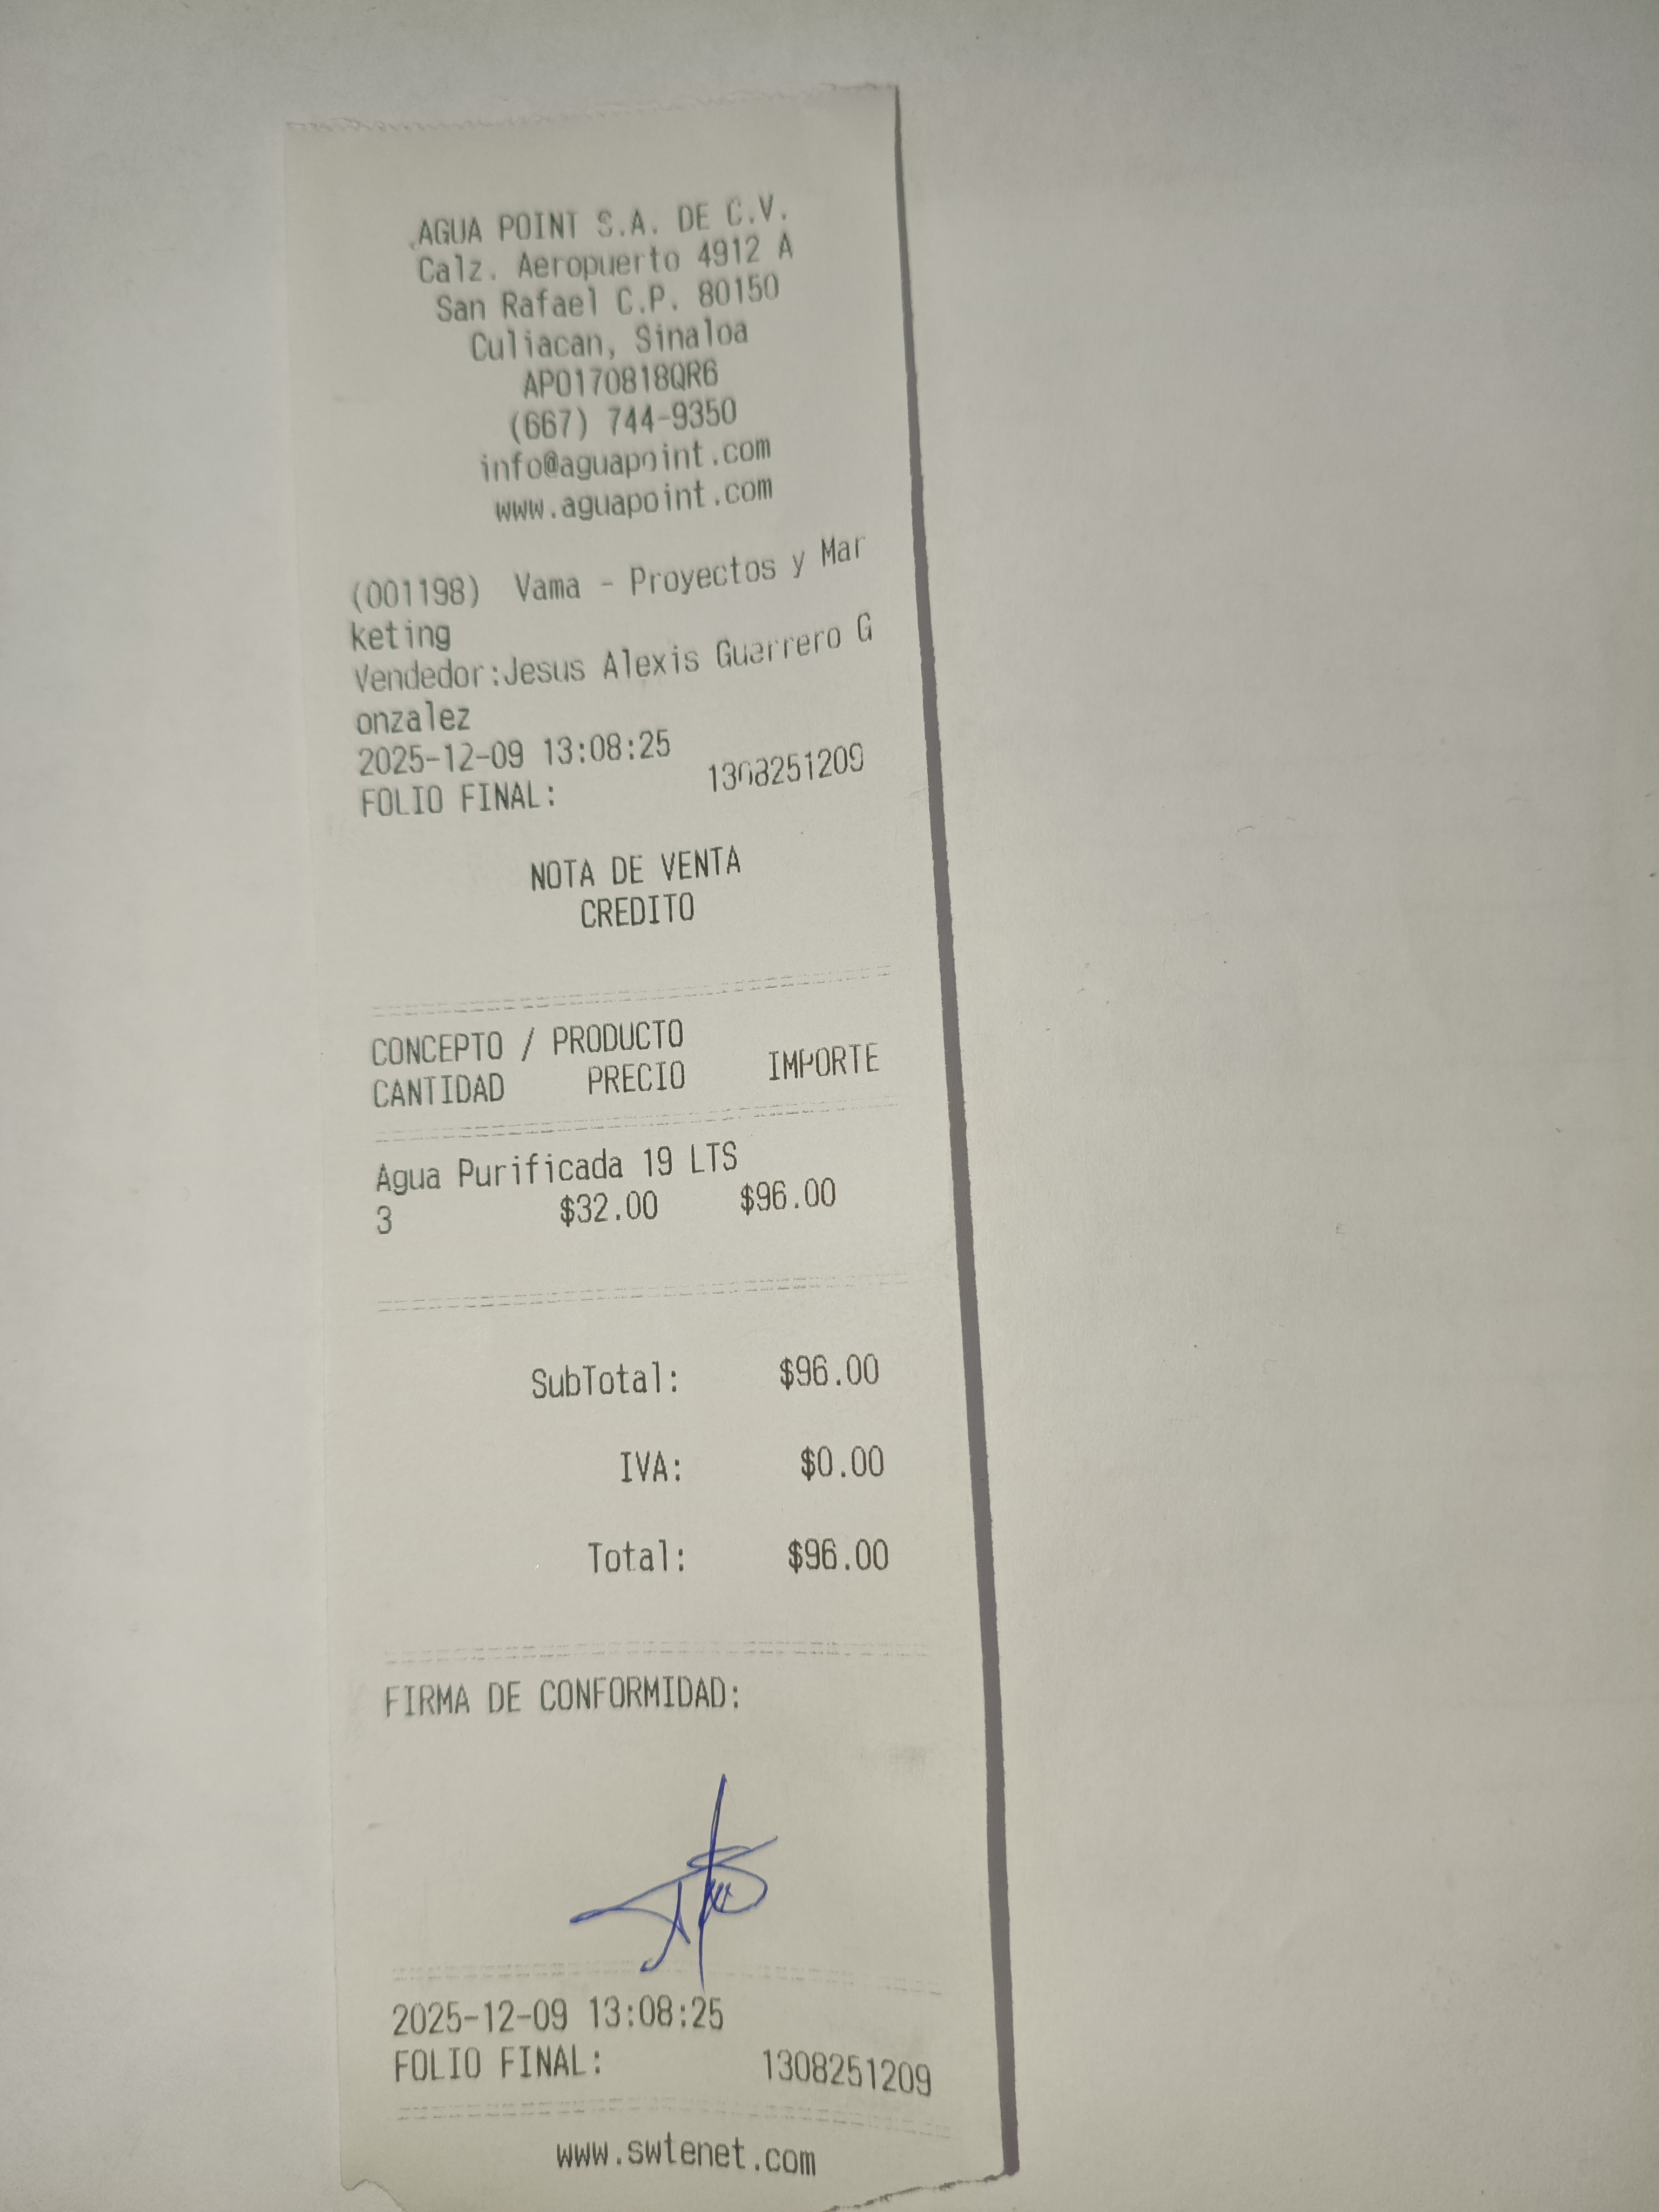 AGUA POINT S.A. DE C.V.
Calz. Aeropuerto 4912 A
San Rafael C.P. 80150
Culiacan, Sinaloa
APO170818QR6
(667) 744-9350
info@aguapoint.com
www.aguapoint.com
(001198) Vama - Proyectos y Mar
keting
Vendedor:Jesus Alexis Guerrero G
onzalez
2025-12-09 13:08:25
FOLIO FINAL: 1308251209
NOTA DE VENTA
CREDITO
CONCEPTO / PRODUCTO
CANTIDAD PRECIO IMPORTE
Agua Purificada 19 LTS
3 $32.00 $96.00
SubTotal: $96.00
IVA: $0.00
Total: $96.00
FIRMA DE CONFORMIDAD:
2025-12-09 13:08:25
FOLIO FINAL: 1308251209
www.swtenet.com